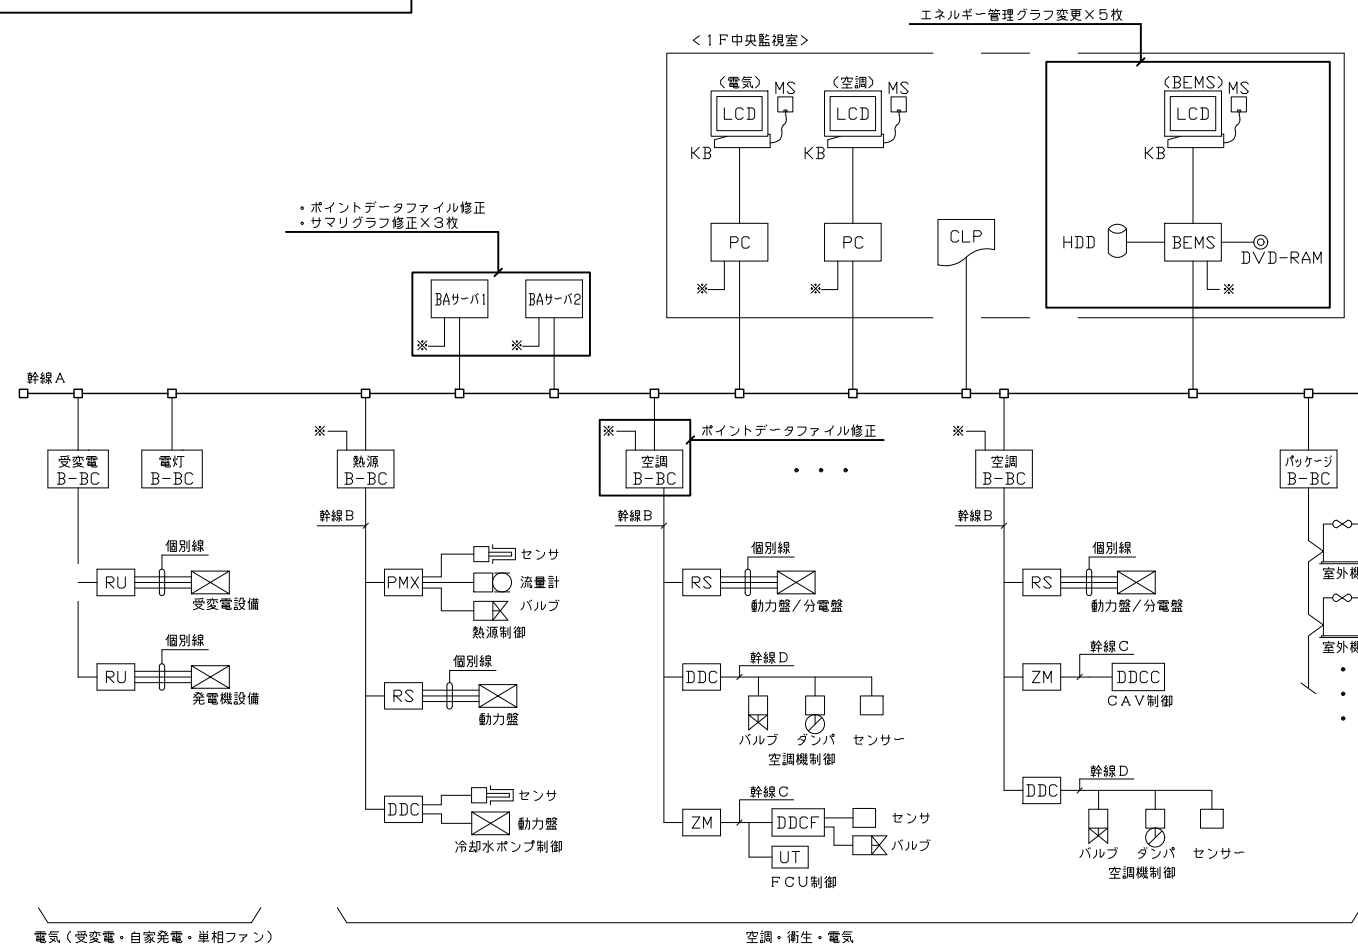 エネルギー管理グラフ変更×5枚
<1F中央監視室>
(電気)
MS
LCD
KB
(空調)
MS
LCD
KB
(BEMS)
MS
LCD
KB
・ポイントデータファイル修正
・サマリグラフ修正×3枚
PC
※
PC
※
CLP
HDD
BEMS
DVD-RAM
※
BAサーバ1
※
BAサーバ2
※
幹線A
受変電
B-BC
電灯
B-BC
※
熱源
B-BC
※
空調
B-BC
ポイントデータファイル修正
・・・
※
空調
B-BC
パッケージ
B-BC
幹線B
幹線B
幹線B
RU
個別線
受変電設備
RU
個別線
発電機設備
PMX
センサ
流量計
バルブ
熱源制御
RS
個別線
動力盤
DDC
センサ
動力盤
冷却水ポンプ制御
RS
個別線
動力盤/分電盤
DDC
幹線D
バルブ
ダンパ
センサー
空調機制御
ZM
幹線C
DDCF
センサ
バルブ
UT
FCU制御
RS
個別線
動力盤/分電盤
ZM
幹線C
DDCC
CAV制御
DDC
幹線D
バルブ
ダンパ
センサー
空調機制御
室外機
室外機
・
・
・
電気(受変電・自家発電・単相ファン)
空調・衛生・電気